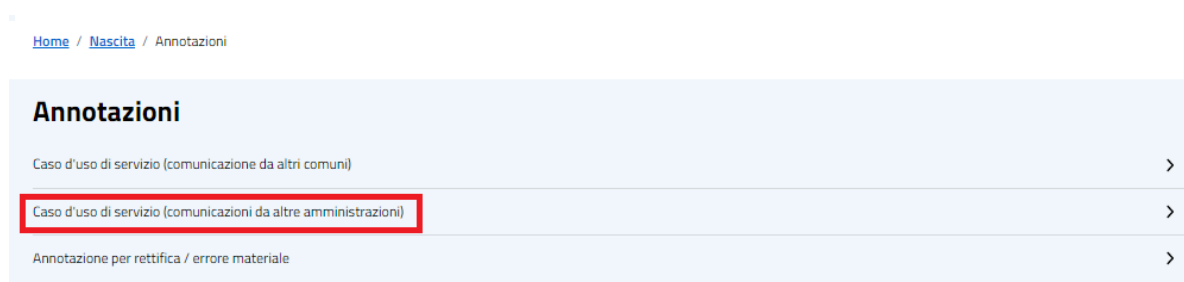 Home / Nascita / Annotazioni
Annotazioni
Caso d'uso di servizio (comunicazione da altri comuni)
Caso d'uso di servizio (comunicazioni da altre amministrazioni)
Annotazione per rettifica / errore materiale